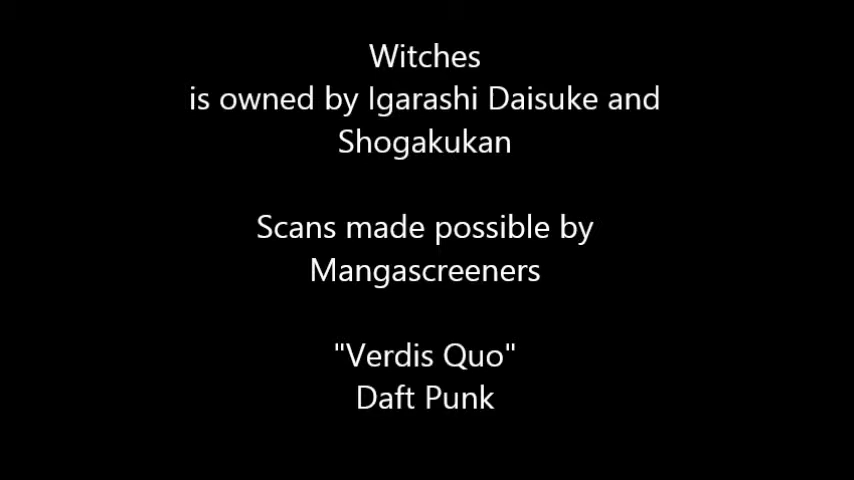 Witches
is owned by Igarashi Daisuke and
Shogakukan
Scans made possible by
Mangascreeners
"Verdis Quo"
Daft Punk